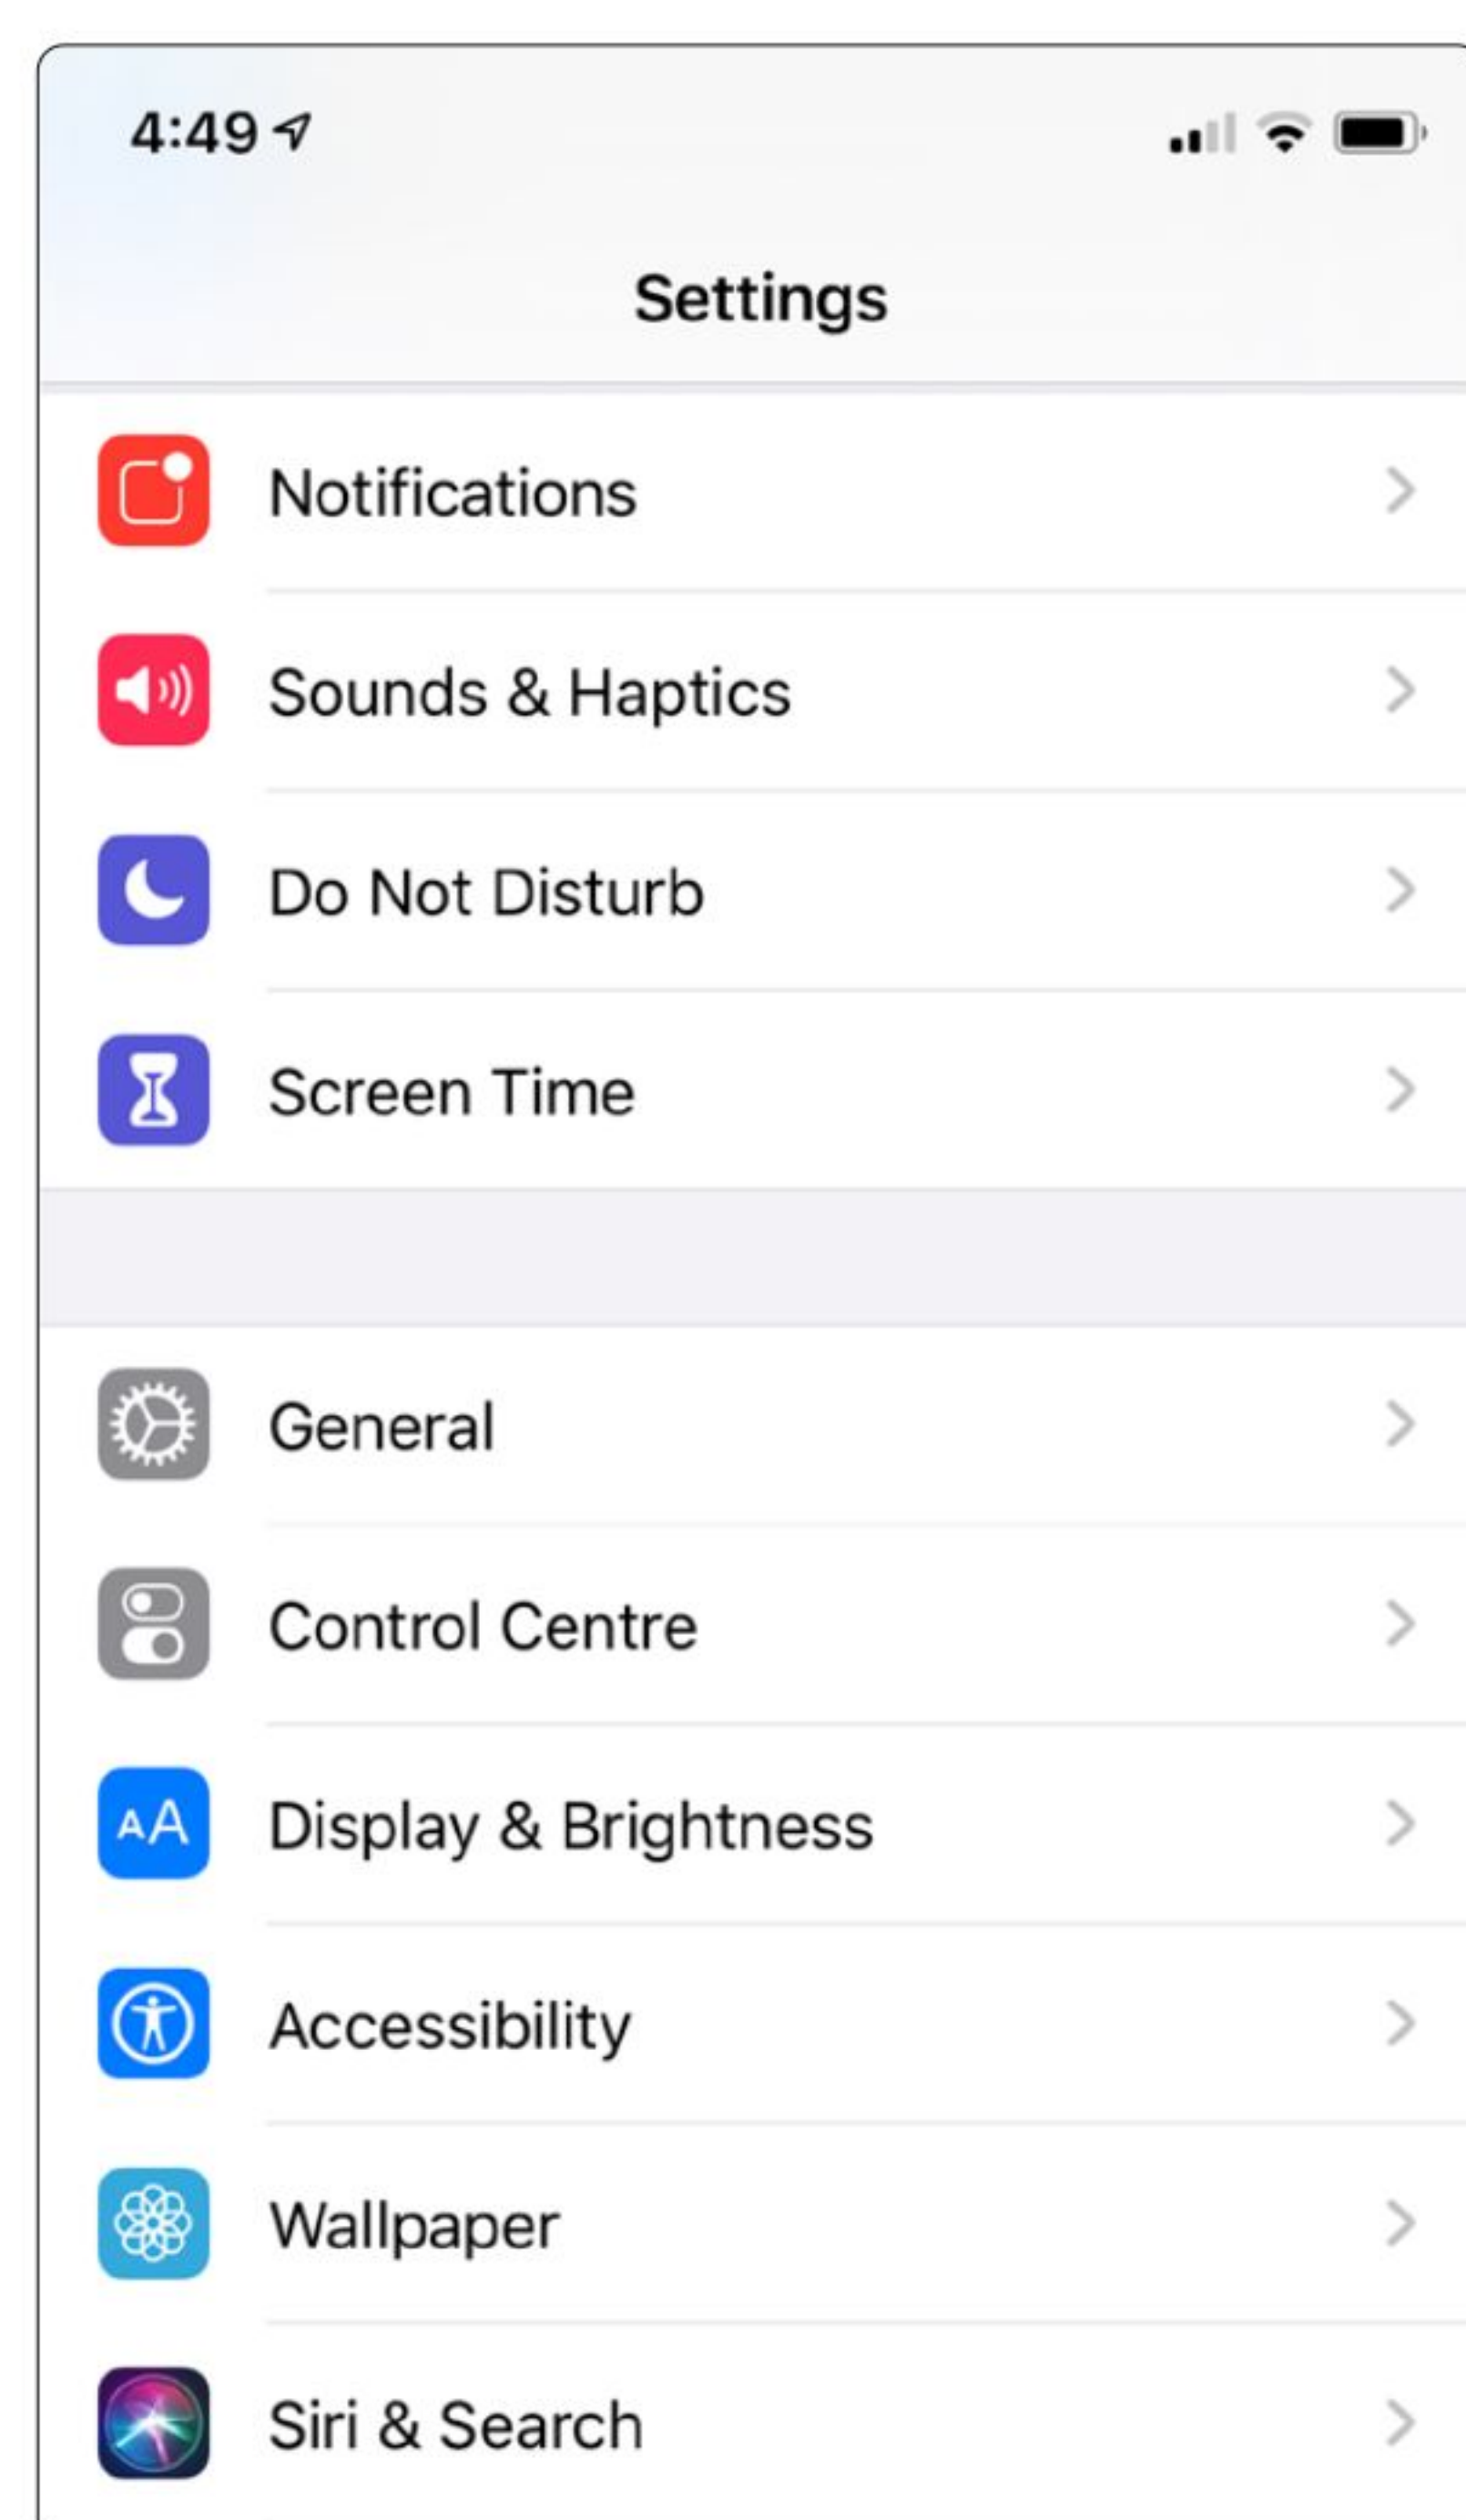 4:49
Settings
Notifications
Sounds & Haptics
Do Not Disturb
Screen Time
General
Control Centre
AA
Display & Brightness
Accessibility
Wallpaper
Siri & Search